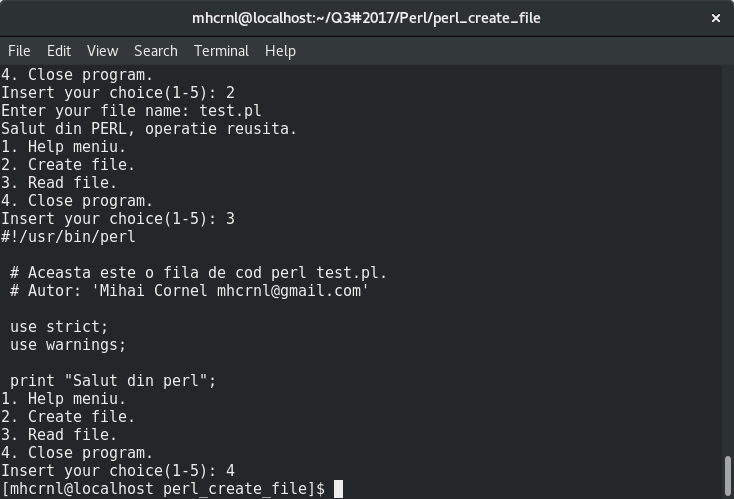 mhcrnl@localhost:~/Q3#2017/Perl/perl_create_file
File Edit View Search Terminal Help
4. Close program.
Insert your choice(1-5): 2
Enter your file name: test.pl
Salut din PERL, operatie reusita.
1. Help meniu.
2. Create file.
3. Read file.
4. Close program.
Insert your choice(1-5): 3
#!/usr/bin/perl
# Aceasta este o fila de cod perl test.pl.
# Autor: 'Mihai Cornel mhcrnl@gmail.com'
use strict;
use warnings;
print "Salut din perl";
1. Help meniu.
2. Create file.
3. Read file.
4. Close program.
Insert your choice(1-5): 4
[mhcrnl@localhost perl_create_file]$